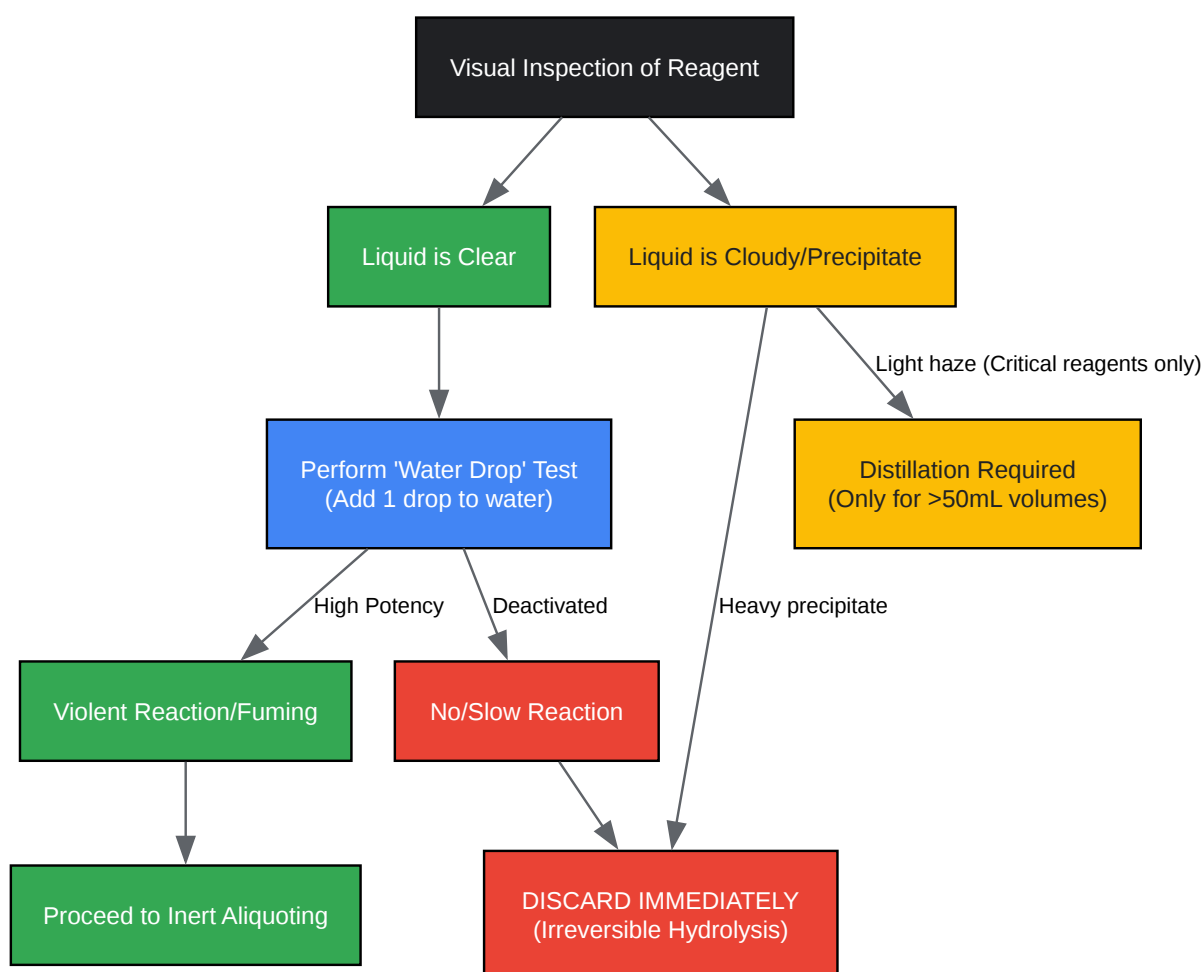 Visual Inspection of Reagent
Liquid is Clear
Liquid is Cloudy/Precipitate
Light haze (Critical reagents only)
Perform 'Water Drop' Test
(Add 1 drop to water)
Distillation Required
(Only for >50mL volumes)
High Potency
Deactivated
Heavy precipitate
Violent Reaction/Fuming
No/Slow Reaction
Proceed to Inert Aliquoting
DISCARD IMMEDIATELY
(Irreversible Hydrolysis)